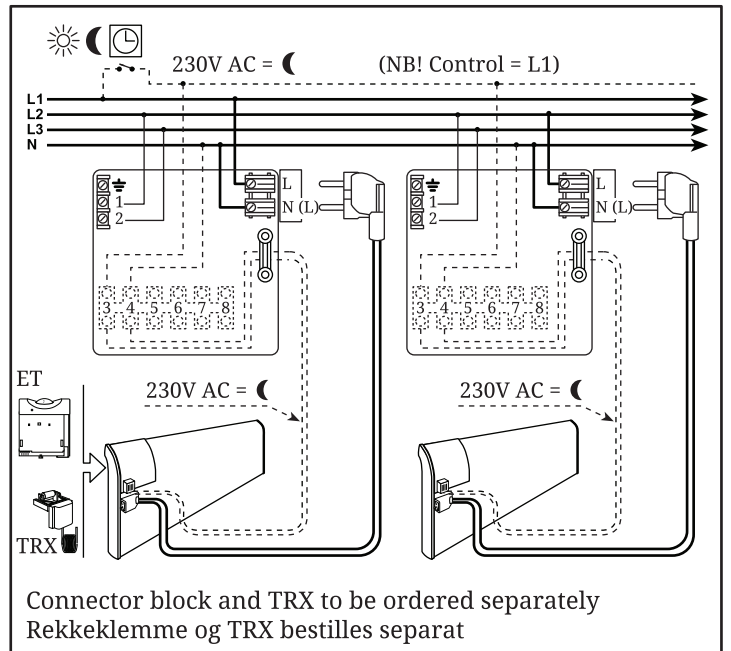 230V AC =
(NB! Control = L1)
L1
L2
L3
N
L
N (L)
1
2
3 4 5 6 7 8
L
N (L)
1
2
3 4 5 6 7 8
ET
230V AC =
230V AC =
TRX
Connector block and TRX to be ordered separately
Rekkeklemme og TRX bestilles separat